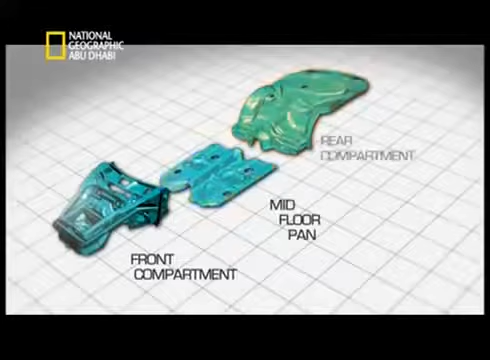 NATIONAL
GEOGRAPHIC
ABU DHABI
REAR
COMPARTMENT
MID
FLOOR
PAN
FRONT
COMPARTMENT